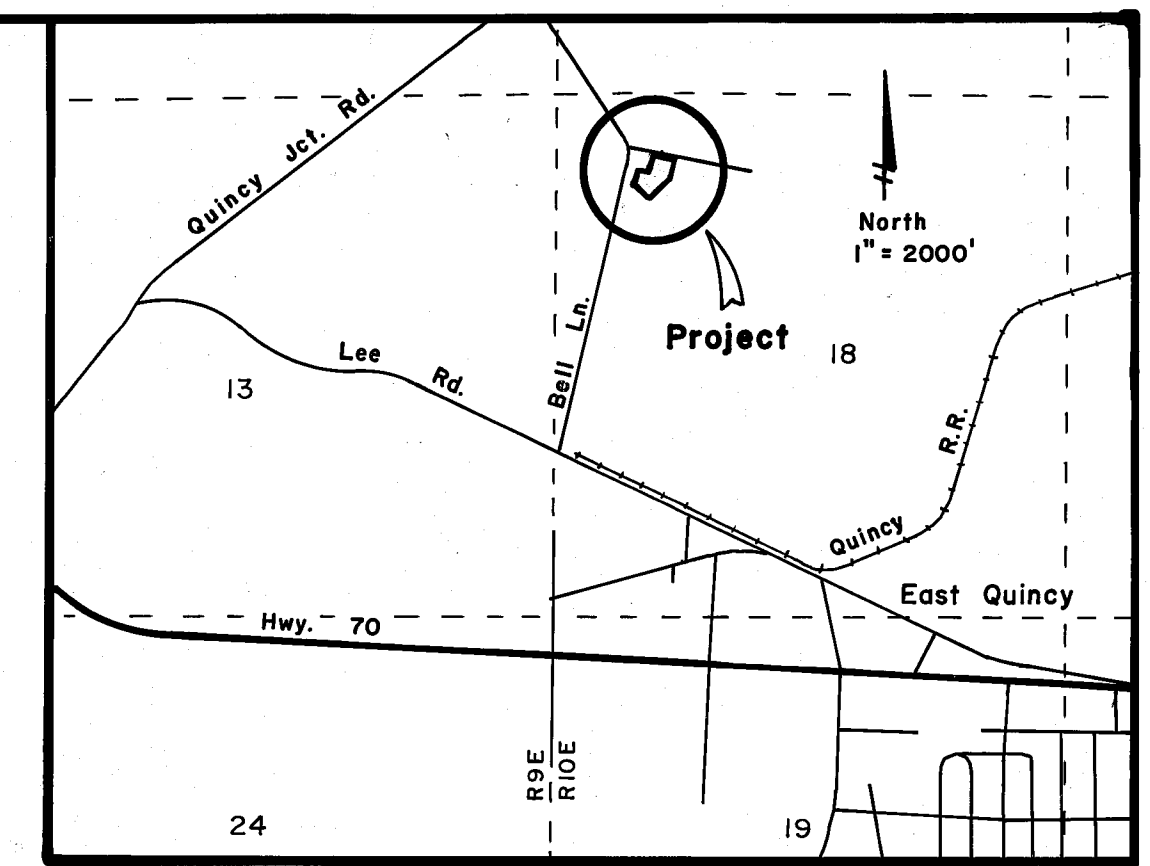 Quincy Jct. Rd.
North
1" = 2000'
Bell Ln.
Project
18
Lee Rd.
13
R.R.
Quincy
East Quincy
Hwy. 70
R9E
R10E
24
19